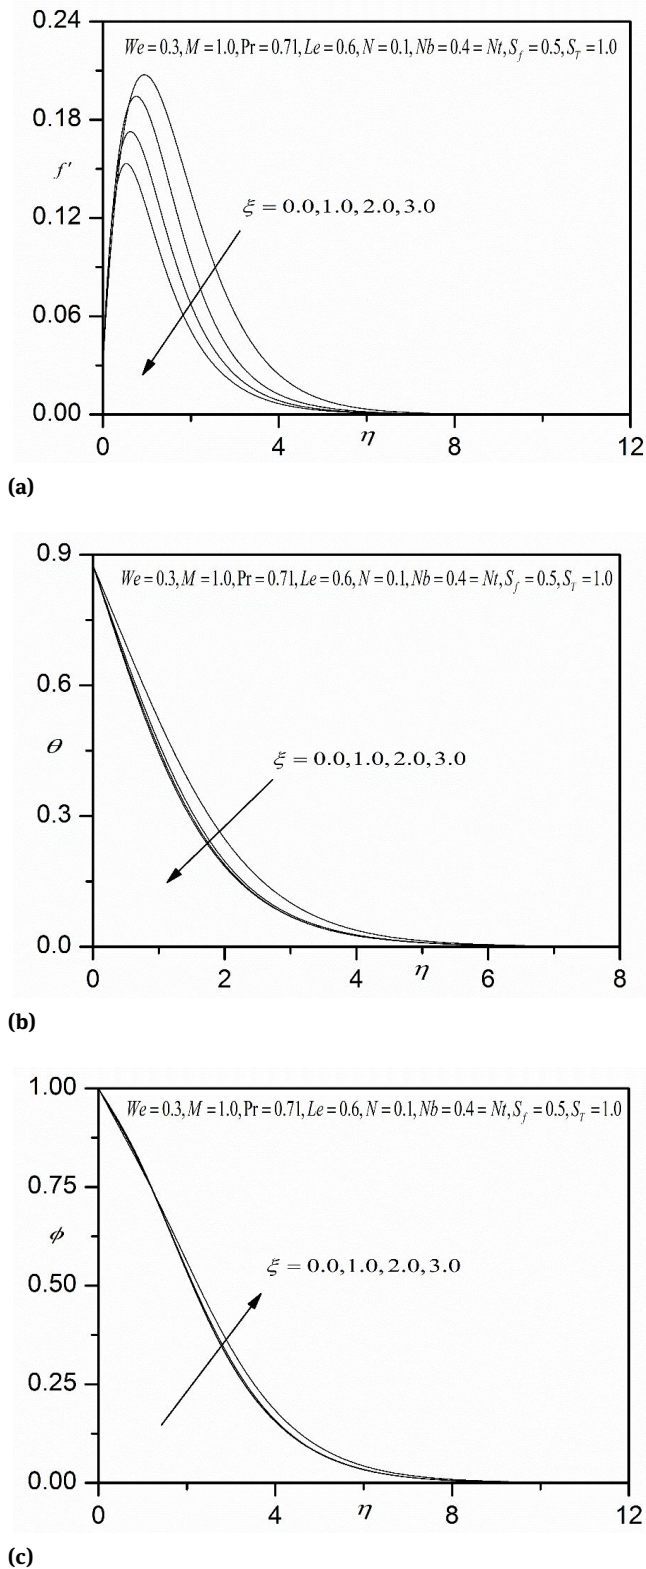 0.24
We = 0.3, M = 1.0, Pr = 0.71, Le = 0.6, N = 0.1, Nb = 0.4 = Nt, S_f = 0.5, S_T = 1.0
0.18
f'
ξ = 0.0, 1.0, 2.0, 3.0
0.12
0.06
0.00
0 4 η 8 12
(a)
0.9
We = 0.3, M = 1.0, Pr = 0.71, Le = 0.6, N = 0.1, Nb = 0.4 = Nt, S_f = 0.5, S_T = 1.0
0.6
θ
ξ = 0.0, 1.0, 2.0, 3.0
0.3
0.0
0 2 4 η 6 8
(b)
1.00
We = 0.3, M = 1.0, Pr = 0.71, Le = 0.6, N = 0.1, Nb = 0.4 = Nt, S_f = 0.5, S_T = 1.0
0.75
ϕ
ξ = 0.0, 1.0, 2.0, 3.0
0.50
0.25
0.00
0 4 η 8 12
(c)